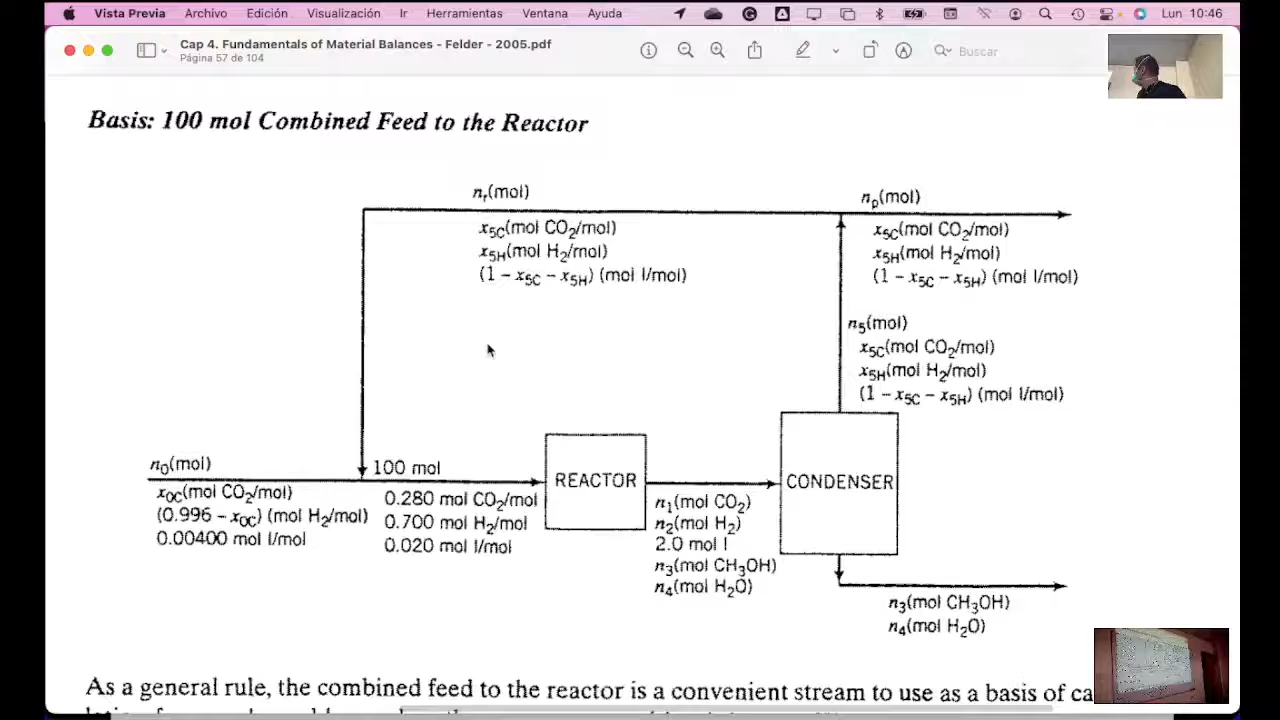 Vista Previa Archivo Edición Visualización Ir Herramientas Ventana Ayuda Lun 10:46
Cap 4. Fundamentals of Material Balances - Felder - 2005.pdf
Página 57 de 104
Buscar
Basis: 100 mol Combined Feed to the Reactor
nr(mol)
x5C(mol CO2/mol)
x5H(mol H2/mol)
(1 − x5C − x5H) (mol I/mol)
np(mol)
x5C(mol CO2/mol)
x5H(mol H2/mol)
(1 − x5C − x5H) (mol I/mol)
n5(mol)
x5C(mol CO2/mol)
x5H(mol H2/mol)
(1 − x5C − x5H) (mol I/mol)
n0(mol)
x0C(mol CO2/mol)
(0.996 − x0C) (mol H2/mol)
0.00400 mol I/mol
100 mol
0.280 mol CO2/mol
0.700 mol H2/mol
0.020 mol I/mol
REACTOR
n1(mol CO2)
n2(mol H2)
2.0 mol I
n3(mol CH3OH)
n4(mol H2O)
CONDENSER
n3(mol CH3OH)
n4(mol H2O)
As a general rule, the combined feed to the reactor is a convenient stream to use as a basis of ca